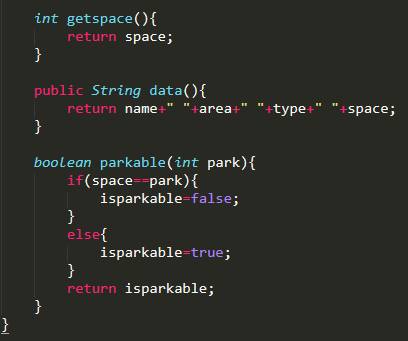 int getspace(){
return space;
}
public String data(){
return name+" "+area+" "+type+" "+space;
}
boolean parkable(int park){
if(space==park){
isparkable=false;
}
else{
isparkable=true;
}
return isparkable;
}
}